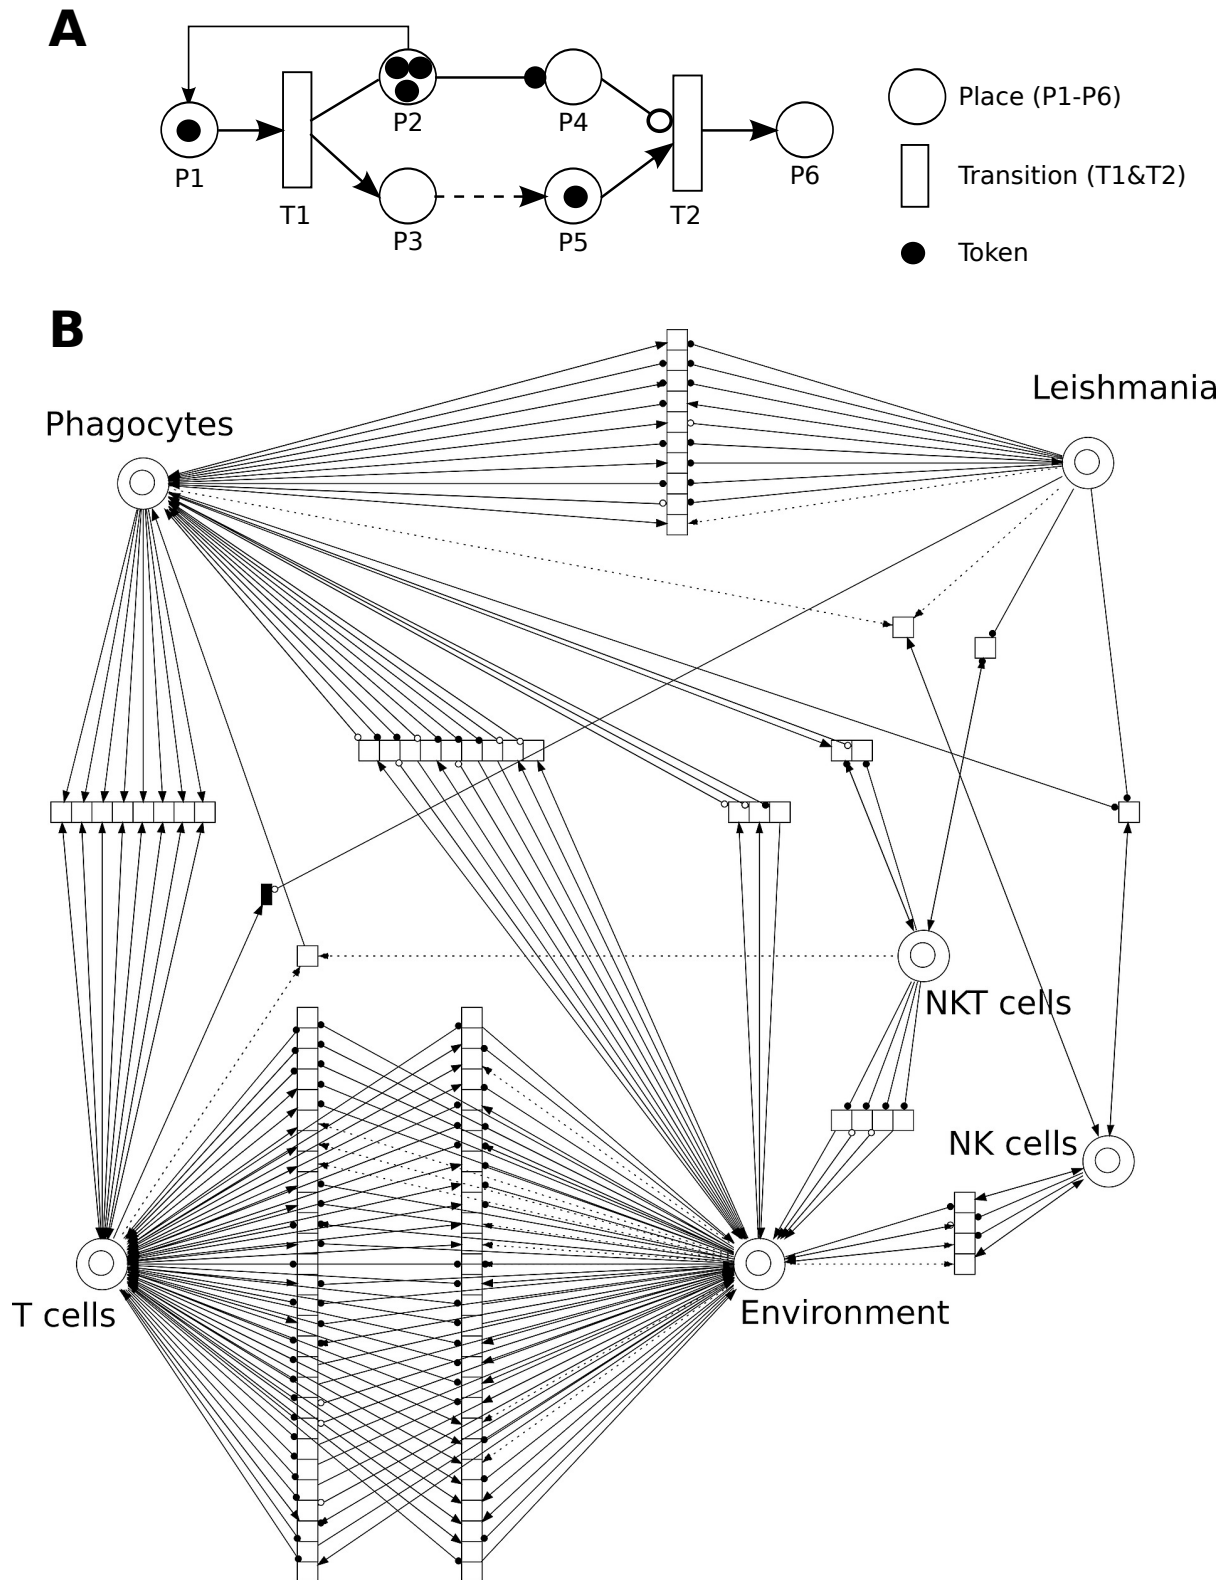 A
P1
T1
P2
P3
P4
P5
T2
P6
Place (P1-P6)
Transition (T1&T2)
Token
B
Leishmania
Phagocytes
NKT cells
NK cells
T cells
Environment